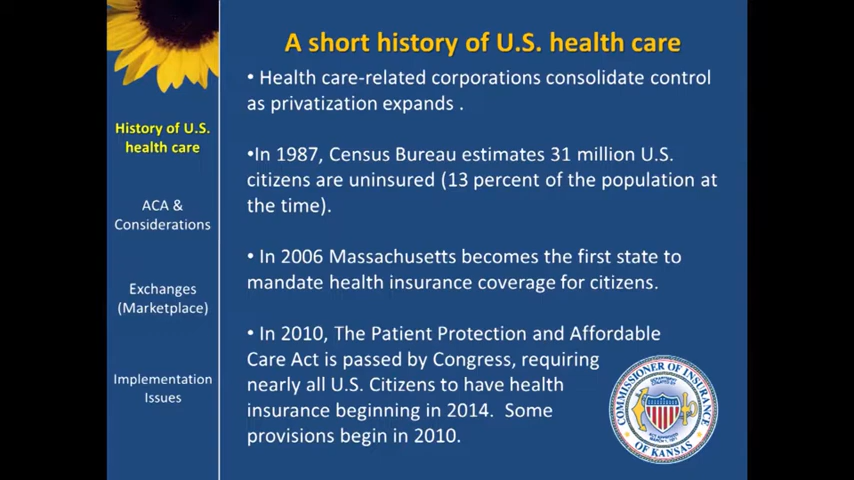 A short history of U.S. health care
• Health care-related corporations consolidate control
as privatization expands .
•In 1987, Census Bureau estimates 31 million U.S.
citizens are uninsured (13 percent of the population at
the time).
• In 2006 Massachusetts becomes the first state to
mandate health insurance coverage for citizens.
• In 2010, The Patient Protection and Affordable
Care Act is passed by Congress, requiring
nearly all U.S. Citizens to have health
insurance beginning in 2014. Some
provisions begin in 2010.
History of U.S.
health care
ACA &
Considerations
Exchanges
(Marketplace)
Implementation
Issues
COMMISSIONER OF INSURANCE
OF KANSAS